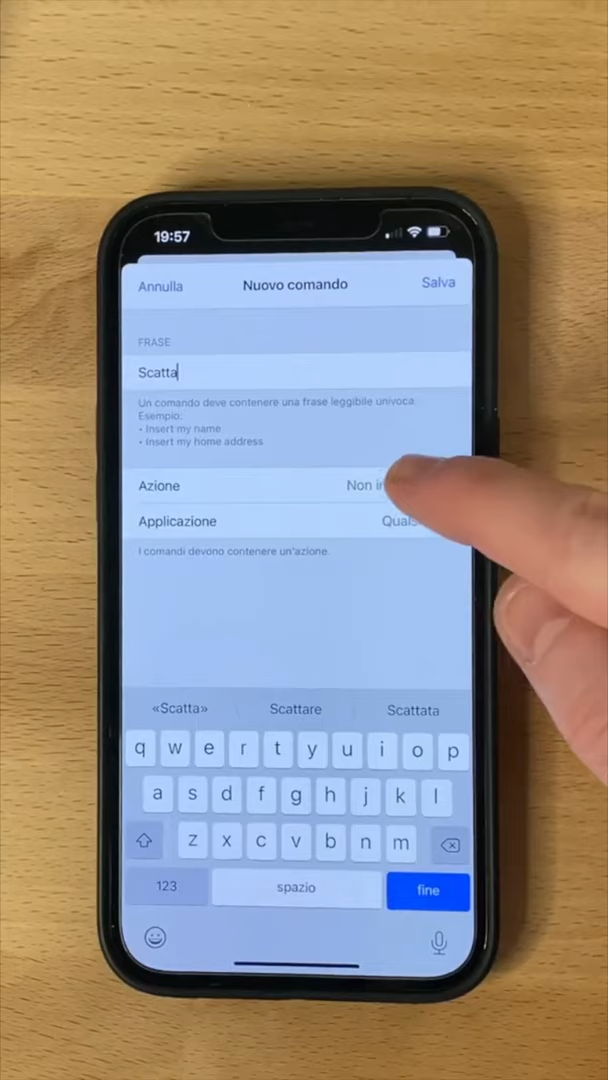 19:57
Annulla Nuovo comando Salva
FRASE
Scatta
Un comando deve contenere una frase leggibile univoca.
Esempio:
• Insert my name
• Insert my home address
Azione Non
Applicazione
I comandi devono contenere un'azione.
«Scatta» Scattare Scattata
q w e r t y u i o p
a s d f g h j k l
z x c v b n m
123 spazio fine